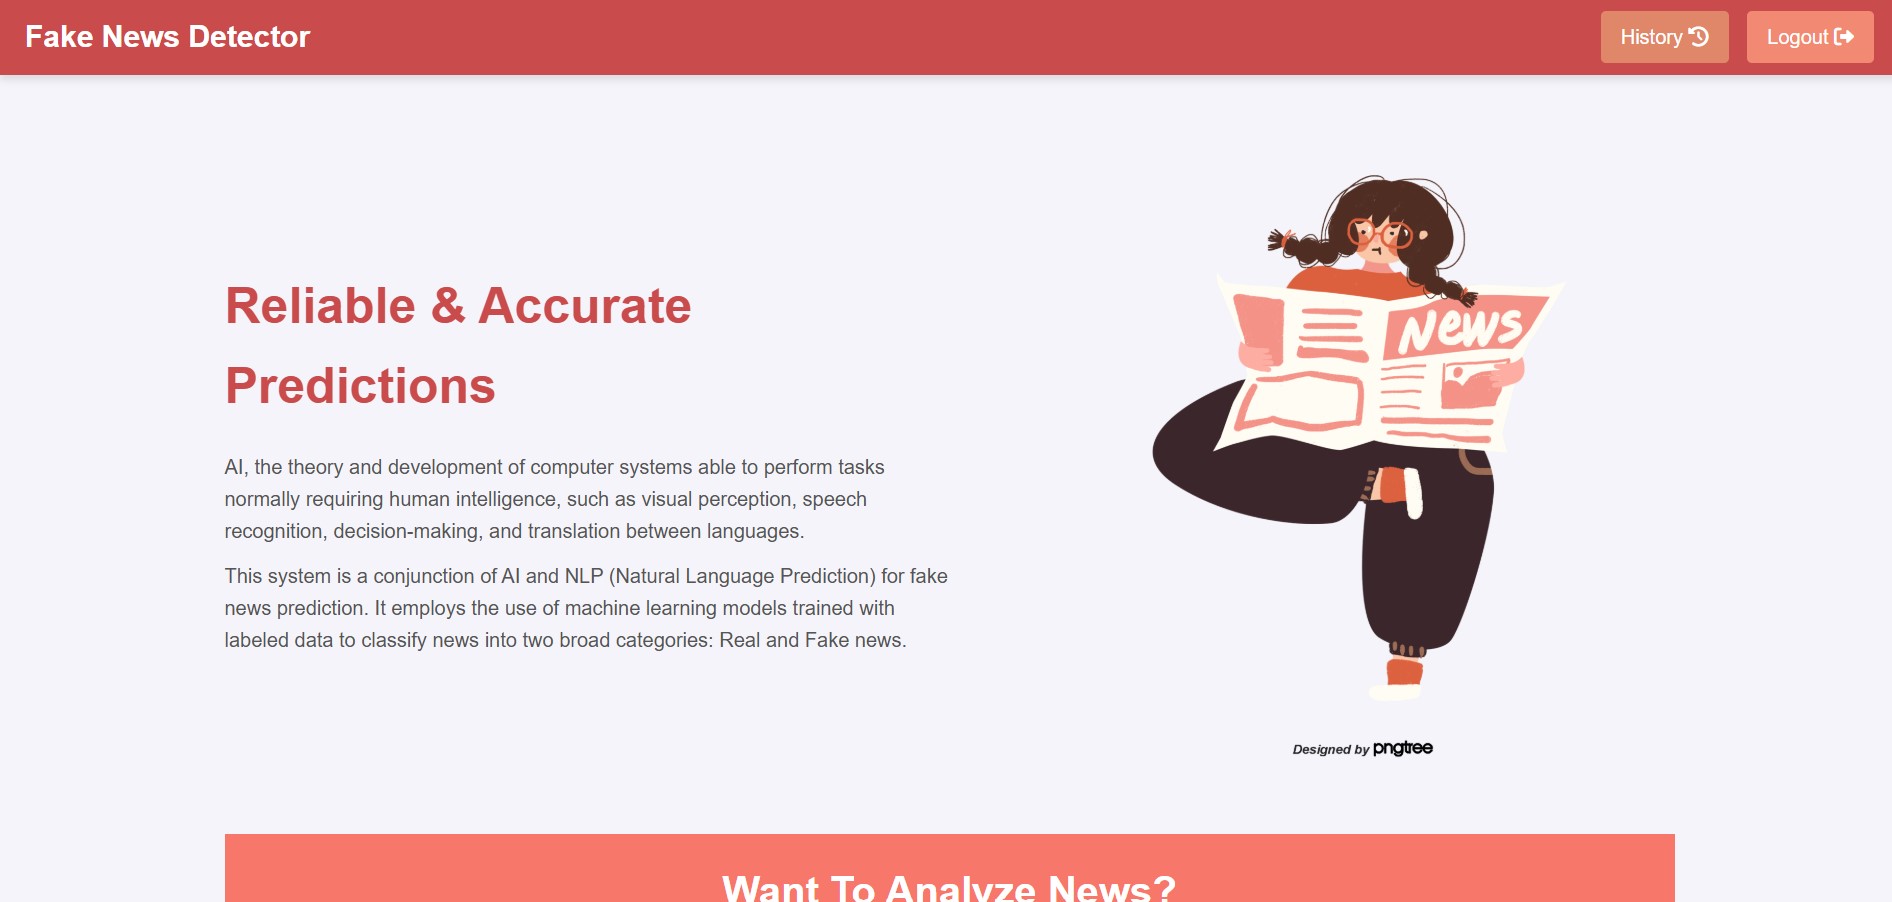 Fake News Detector
History
Logout
Reliable & Accurate
Predictions
AI, the theory and development of computer systems able to perform tasks
normally requiring human intelligence, such as visual perception, speech
recognition, decision-making, and translation between languages.
This system is a conjunction of AI and NLP (Natural Language Prediction) for fake
news prediction. It employs the use of machine learning models trained with
labeled data to classify news into two broad categories: Real and Fake news.
News
Designed by pngtree
Want To Analyze News?